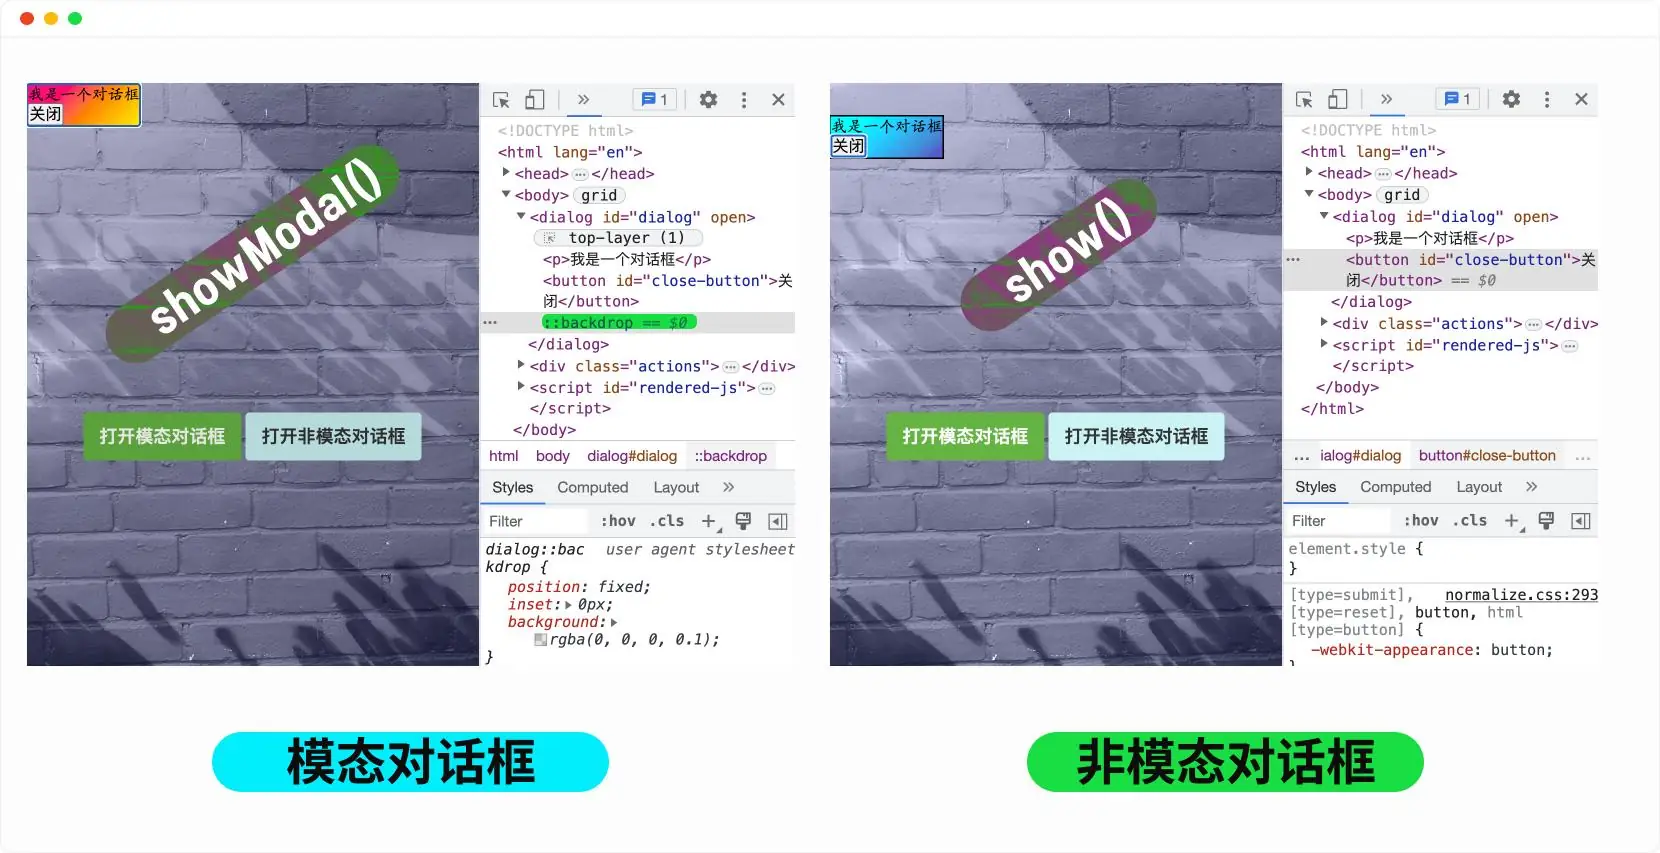 我是一个对话框
关闭
showModal()
打开模态对话框 打开非模态对话框
1
<!DOCTYPE html>
<html lang="en">
<head> … </head>
<body> grid
<dialog id="dialog" open>
top-layer (1)
<p>我是一个对话框</p>
<button id="close-button">关
闭</button>
… ::backdrop == $0
</dialog>
<div class="actions"> … </div>
<script id="rendered-js"> …
</script>
</body>
html body dialog#dialog ::backdrop
Styles Computed Layout »
Filter :hov .cls +
dialog::bac user agent stylesheet
kdrop {
position: fixed;
inset: 0px;
background:
rgba(0, 0, 0, 0.1);
}
模态对话框
我是一个对话框
关闭
show()
打开模态对话框 打开非模态对话框
1
<!DOCTYPE html>
<html lang="en">
<head> … </head>
<body> grid
<dialog id="dialog" open>
<p>我是一个对话框</p>
… <button id="close-button">关
闭</button> == $0
</dialog>
<div class="actions"> … </div>
<script id="rendered-js"> …
</script>
</body>
</html>
… ialog#dialog button#close-button …
Styles Computed Layout »
Filter :hov .cls +
element.style {
}
[type=submit], normalize.css:293
[type=reset], button, html
[type=button] {
-webkit-appearance: button;
}
非模态对话框